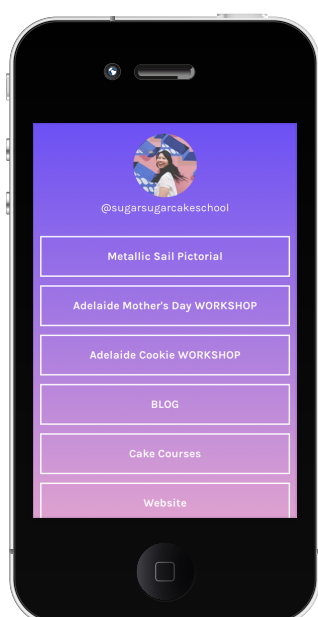 @sugarsugarcakeschool
Metallic Sail Pictorial
Adelaide Mother's Day WORKSHOP
Adelaide Cookie WORKSHOP
BLOG
Cake Courses
Website